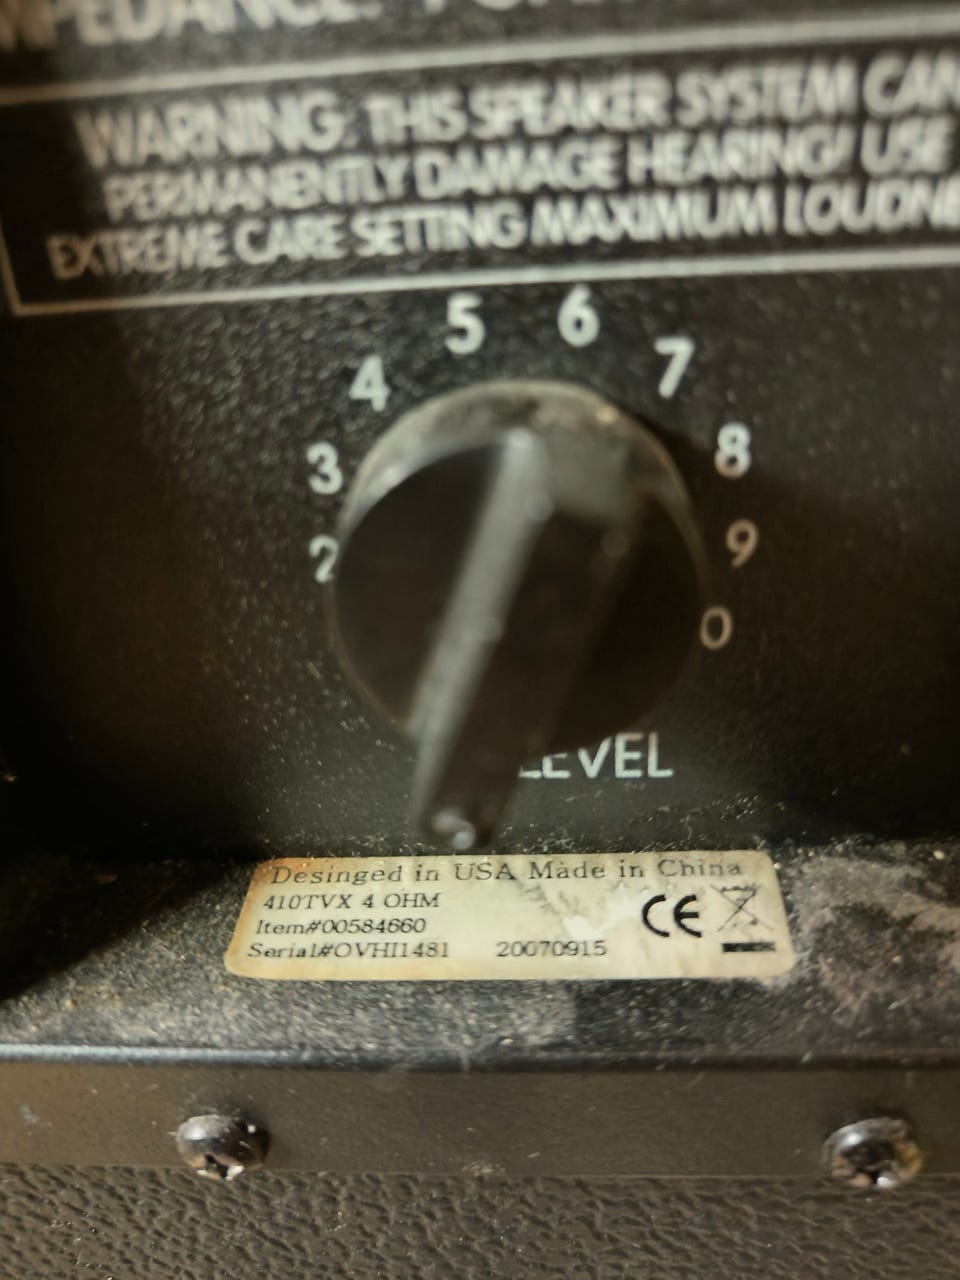 WARNING: THIS SPEAKER SYSTEM CAN
PERMANENTLY DAMAGE HEARING! USE
EXTREME CARE SETTING MAXIMUM
5 6
4 7
3 8
2 9
0
LEVEL
Desinged in USA Made in China
410TVX 4 OHM
Item#00584660
Serial#OVHI1481 20070915
CE